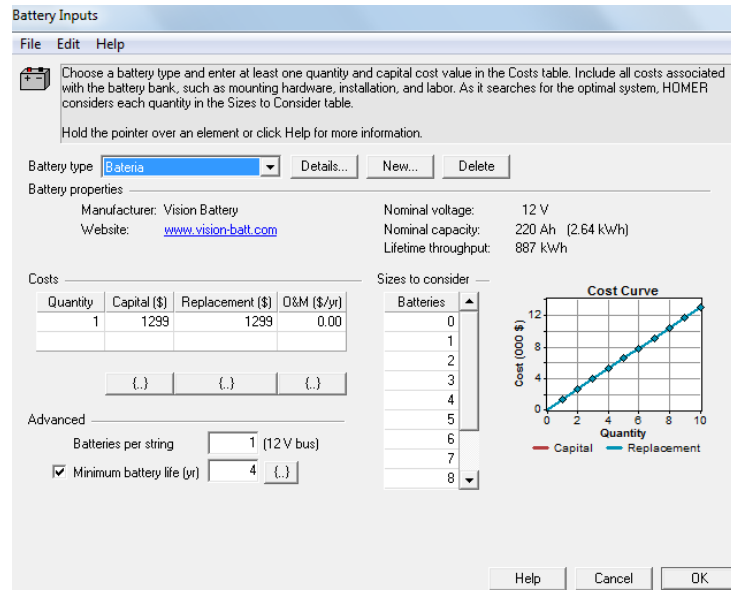 Battery Inputs
File Edit Help
Choose a battery type and enter at least one quantity and capital cost value in the Costs table. Include all costs associated
with the battery bank, such as mounting hardware, installation, and labor. As it searches for the optimal system, HOMER
considers each quantity in the Sizes to Consider table.
Hold the pointer over an element or click Help for more information.
Battery type Bateria Details... New... Delete
Battery properties
Manufacturer: Vision Battery
Website: www.vision-batt.com
Nominal voltage: 12 V
Nominal capacity: 220 Ah (2.64 kWh)
Lifetime throughput: 887 kWh
Costs
Quantity Capital ($) Replacement ($) O&M ($/yr)
1 1299 1299 0.00
{..} {..} {..}
Advanced
Batteries per string 1 (12 V bus)
Minimum battery life (yr) 4 {..}
Sizes to consider
Batteries
0
1
2
3
4
5
6
7
8
Cost Curve
Cost (000 $)
12
8
4
0
0 2 4 6 8 10
Quantity
Capital Replacement
Help Cancel OK